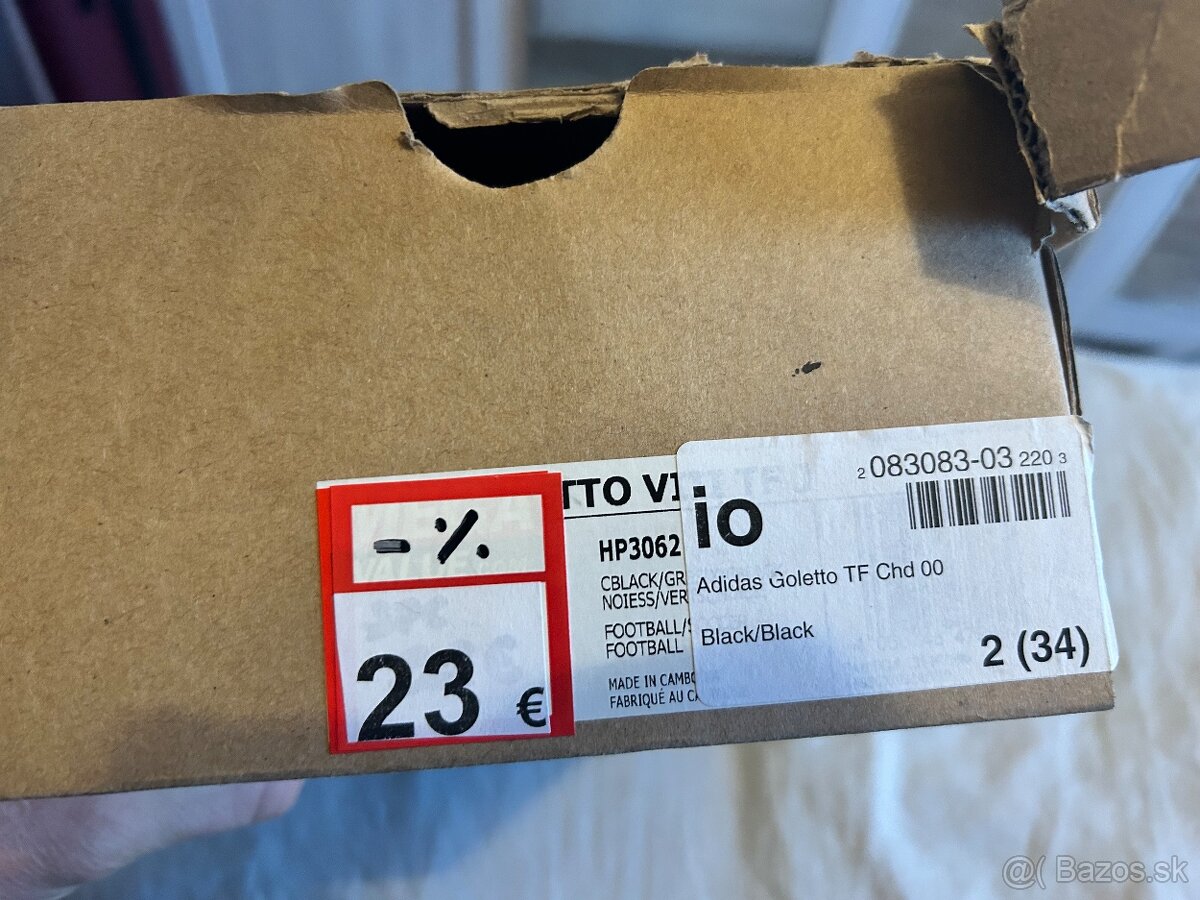 - %
23 €
TTO VI
HP3062
CBLACK/GR
NOIESS/VER
FOOTBALL/S
FOOTBALL
MADE IN CAMBO
FABRIQUÉ AU CA
2 083083-03 220 3
io
Adidas Goletto TF Chd 00
Black/Black
2 (34)
@( Bazos.sk